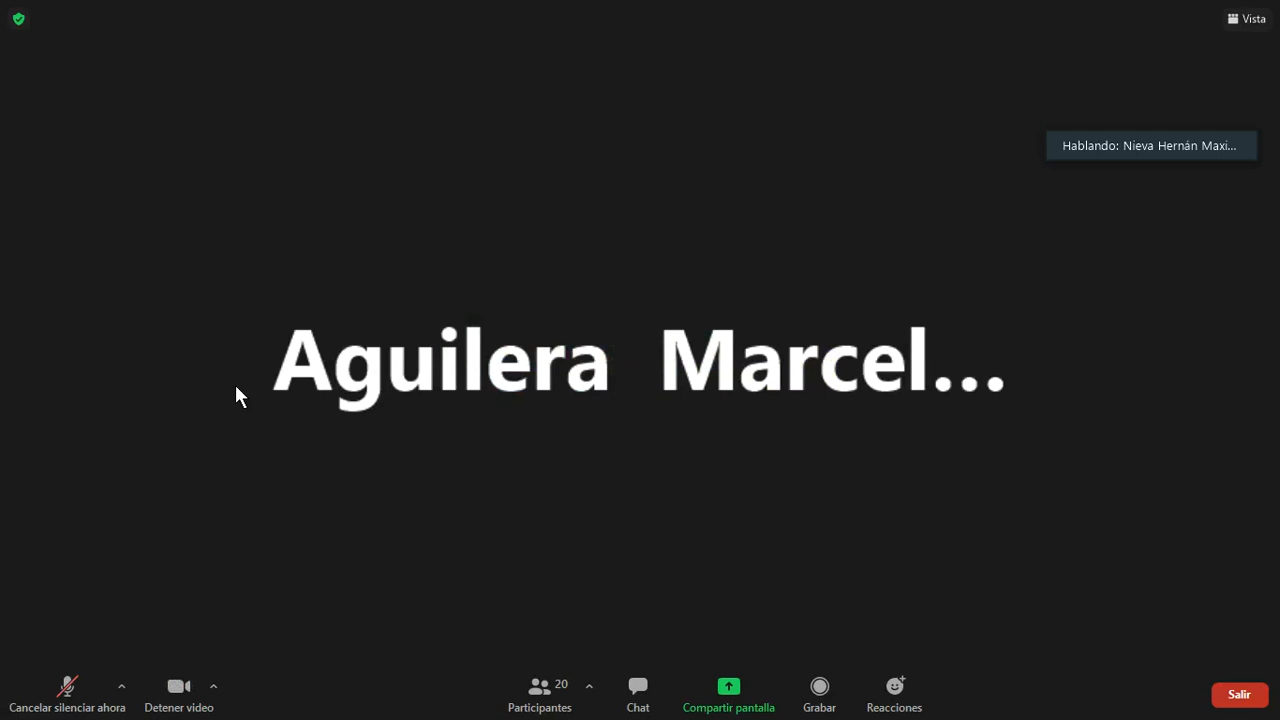 Vista
Hablando: Nieva Hernán Maxi...
Aguilera Marcel...
20
Cancelar silenciar ahora
Detener video
Participantes
Chat
Compartir pantalla
Grabar
Reacciones
Salir